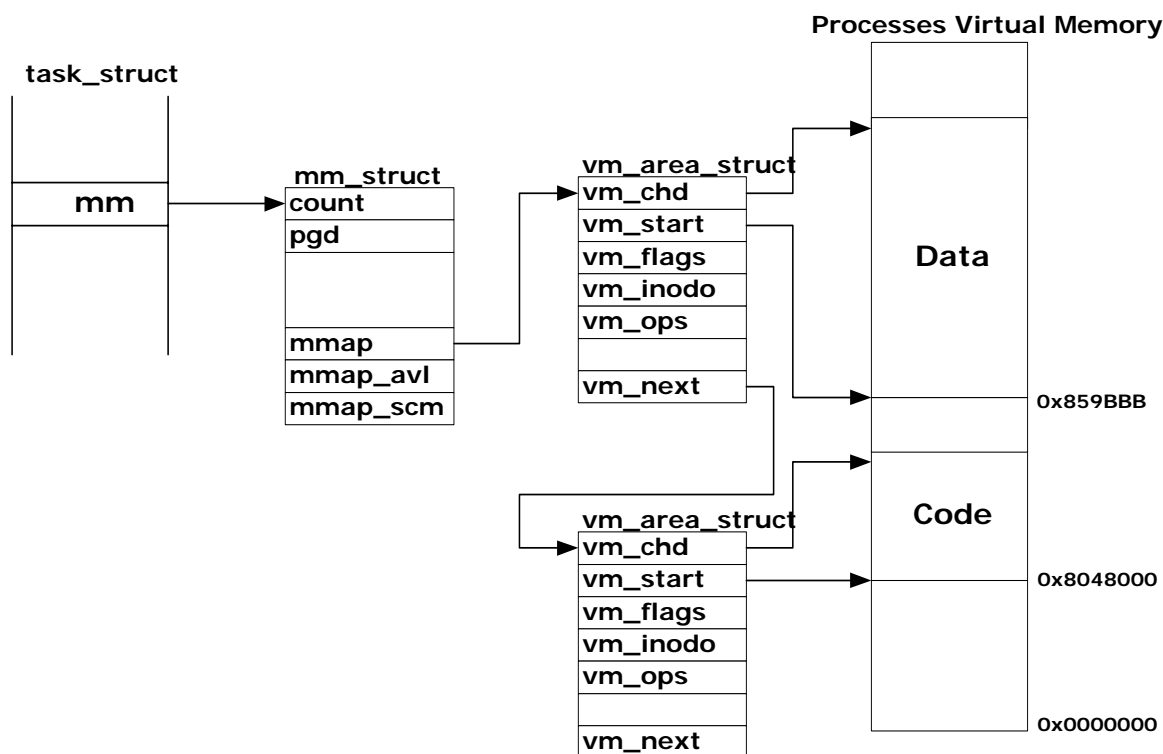 Processes Virtual Memory
task_struct
mm
mm_struct
count
pgd
mmap
mmap_avl
mmap_scm
vm_area_struct
vm_chd
vm_start
vm_flags
vm_inodo
vm_ops
vm_next
vm_area_struct
vm_chd
vm_start
vm_flags
vm_inodo
vm_ops
vm_next
Data
0x859BBB
Code
0x8048000
0x0000000